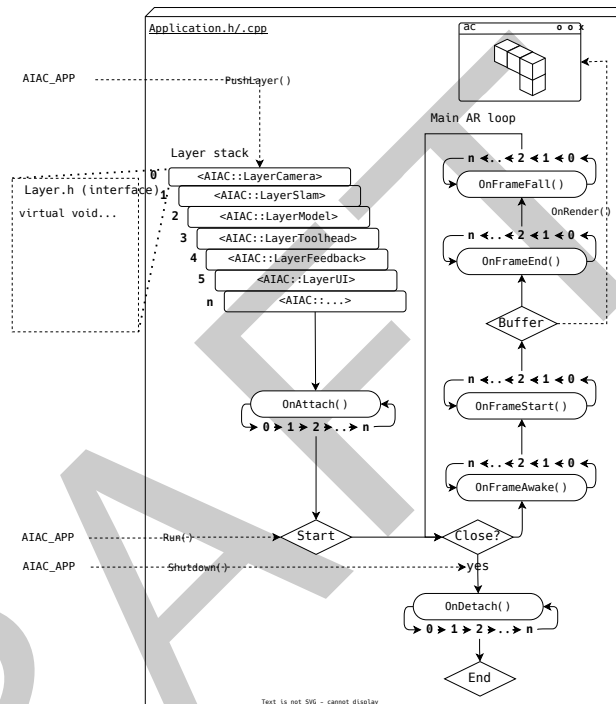 Application.h/.cpp
ac
o o x
AIAC_APP
PushLayer()
Main AR loop
Layer stack
n <..< 2 < 1 < 0
0 <AIAC::LayerCamera>
OnFrameFall()
Layer.h (interface)
1 <AIAC::LayerSlam>
virtual void...
2 <AIAC::LayerModel>
OnRender()
3 <AIAC::LayerToolhead>
n <..< 2 < 1 < 0
4 <AIAC::LayerFeedback>
OnFrameEnd()
5 <AIAC::LayerUI>
n <AIAC::...>
Buffer
n <..< 2 < 1 < 0
OnAttach()
OnFrameStart()
0 > 1 > 2 >..> n
n <..< 2 < 1 < 0
OnFrameAwake()
AIAC_APP
Run()
Start
Close?
AIAC_APP
Shutdown()
yes
OnDetach()
0 > 1 > 2 >..> n
End
Text is not SVG - cannot display